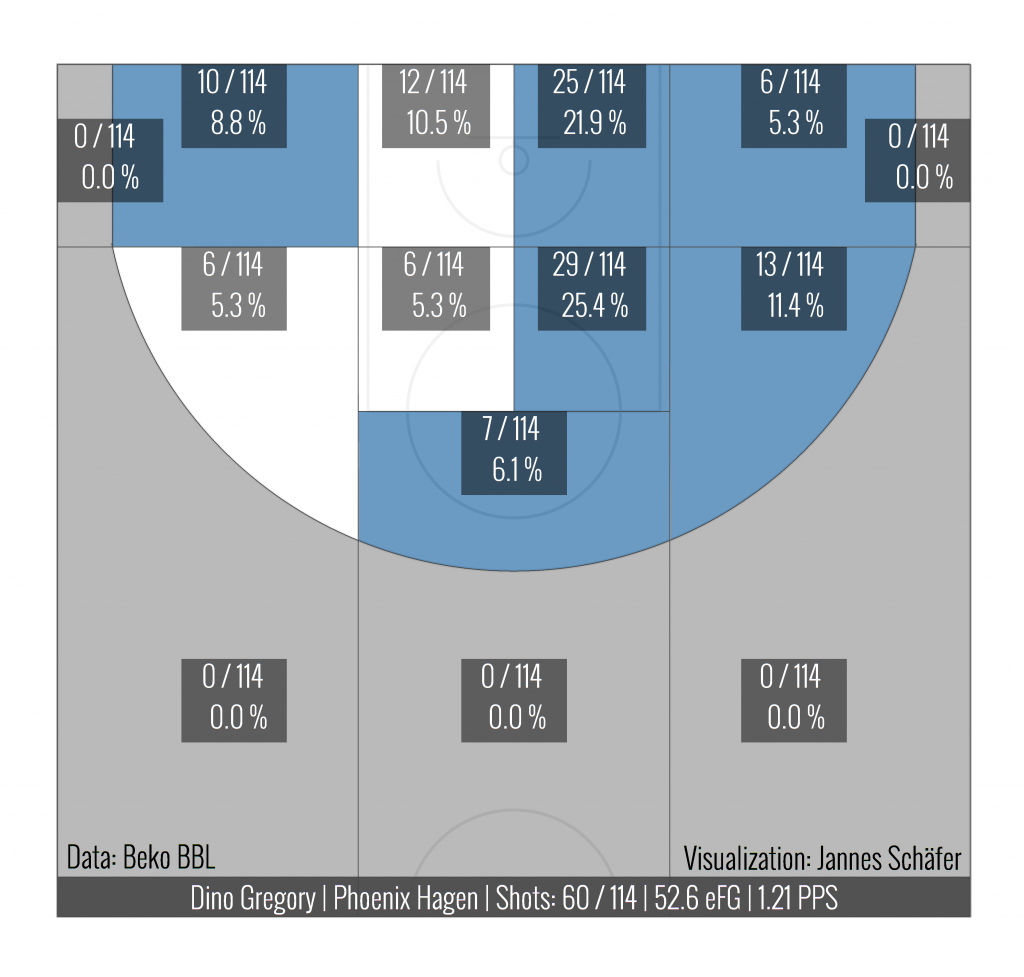 10 / 114
8.8 %
12 / 114
10.5 %
25 / 114
21.9 %
6 / 114
5.3 %
0 / 114
0.0 %
0 / 114
0.0 %
6 / 114
5.3 %
6 / 114
5.3 %
29 / 114
25.4 %
13 / 114
11.4 %
7 / 114
6.1 %
0 / 114
0.0 %
0 / 114
0.0 %
0 / 114
0.0 %
Data: Beko BBL
Visualization: Jannes Schäfer
Dino Gregory | Phoenix Hagen | Shots: 60 / 114 | 52.6 eFG | 1.21 PPS